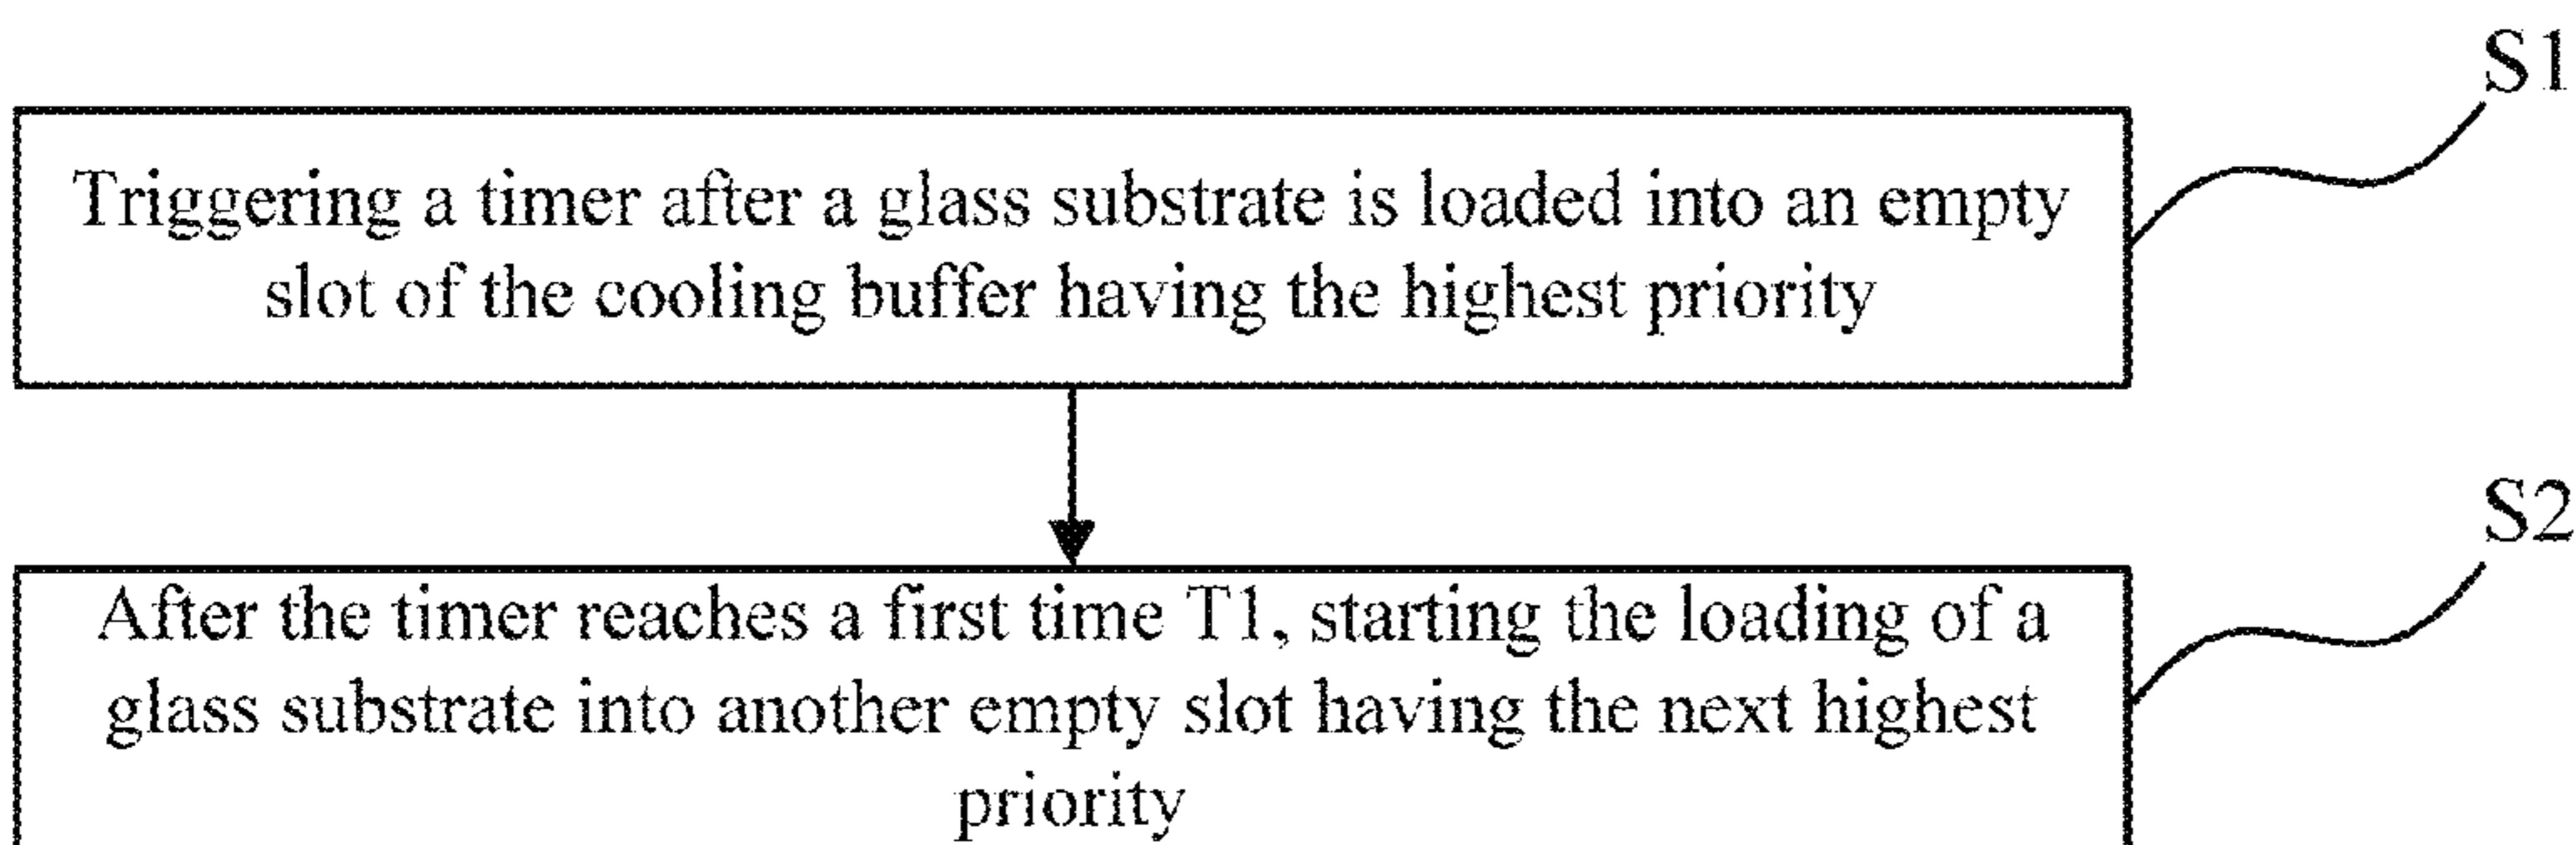 S1
Triggering a timer after a glass substrate is loaded into an empty
slot of the cooling buffer having the highest priority
S2
After the timer reaches a first time T1, starting the loading of a
glass substrate into another empty slot having the next highest
priority